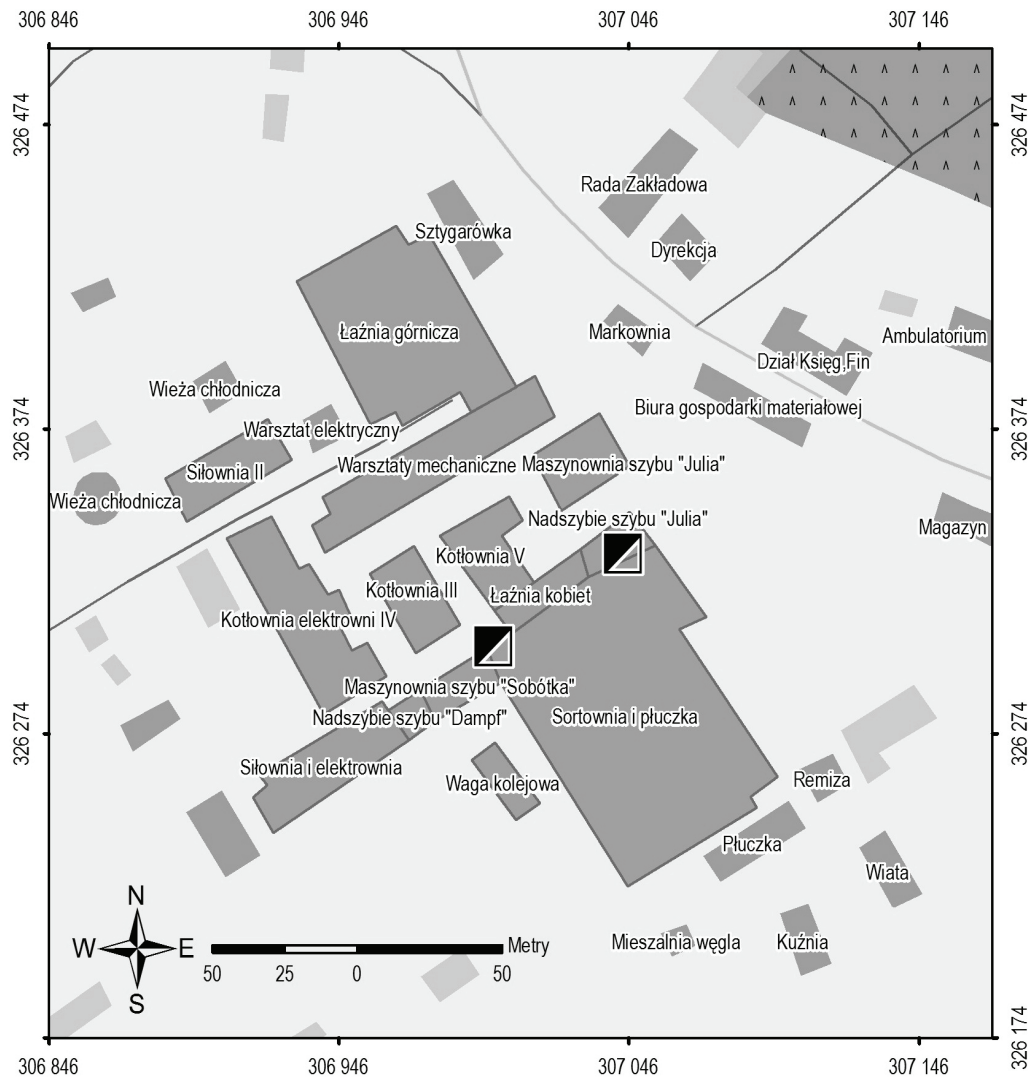 306 846
306 946
307 046
307 146
326 474
326 474
Rada Zakładowa
Sztygarówka
Dyrekcja
Łaźnia górnicza
Markownia
Ambulatorium
Dział Księg,Fin
Wieża chłodnicza
Biura gospodarki materiałowej
326 374
326 374
Warsztat elektryczny
Siłownia II
Warsztaty mechaniczne
Maszynownia szybu "Julia"
Wieża chłodnicza
Nadszybie szybu "Julia"
Magazyn
Kotłownia V
Kotłownia III
Łaźnia kobiet
Kotłownia elektrowni IV
Maszynownia szybu "Sobótka"
Nadszybie szybu "Dampf"
Sortownia i płuczka
326 274
326 274
Siłownia i elektrownia
Waga kolejowa
Remiza
Płuczka
Wiata
N
W
E
S
Metry
50
25
0
50
Mieszalnia węgla
Kuźnia
326 174
306 846
306 946
307 046
307 146